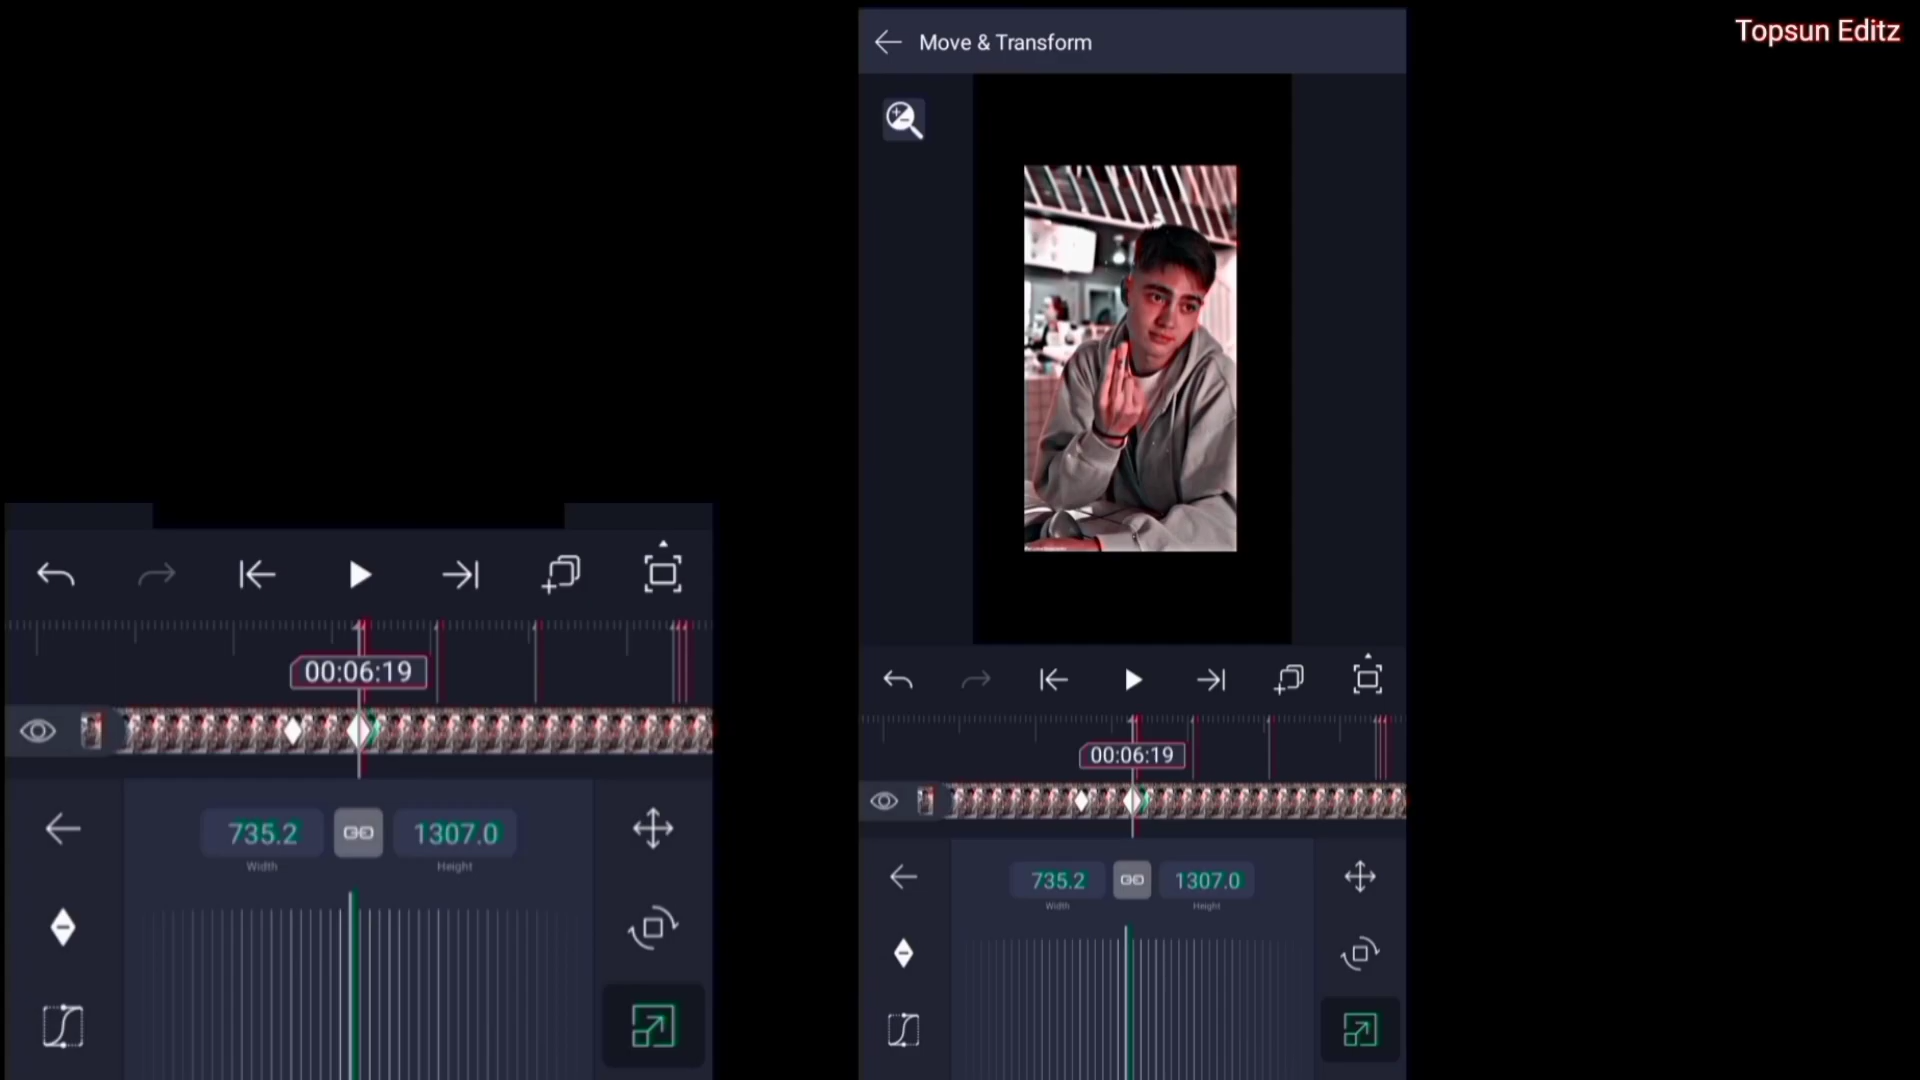 Topsun Editz
Move & Transform
00:06:19
735.2
1307.0
Width
Height
00:06:19
735.2
1307.0
Width
Height